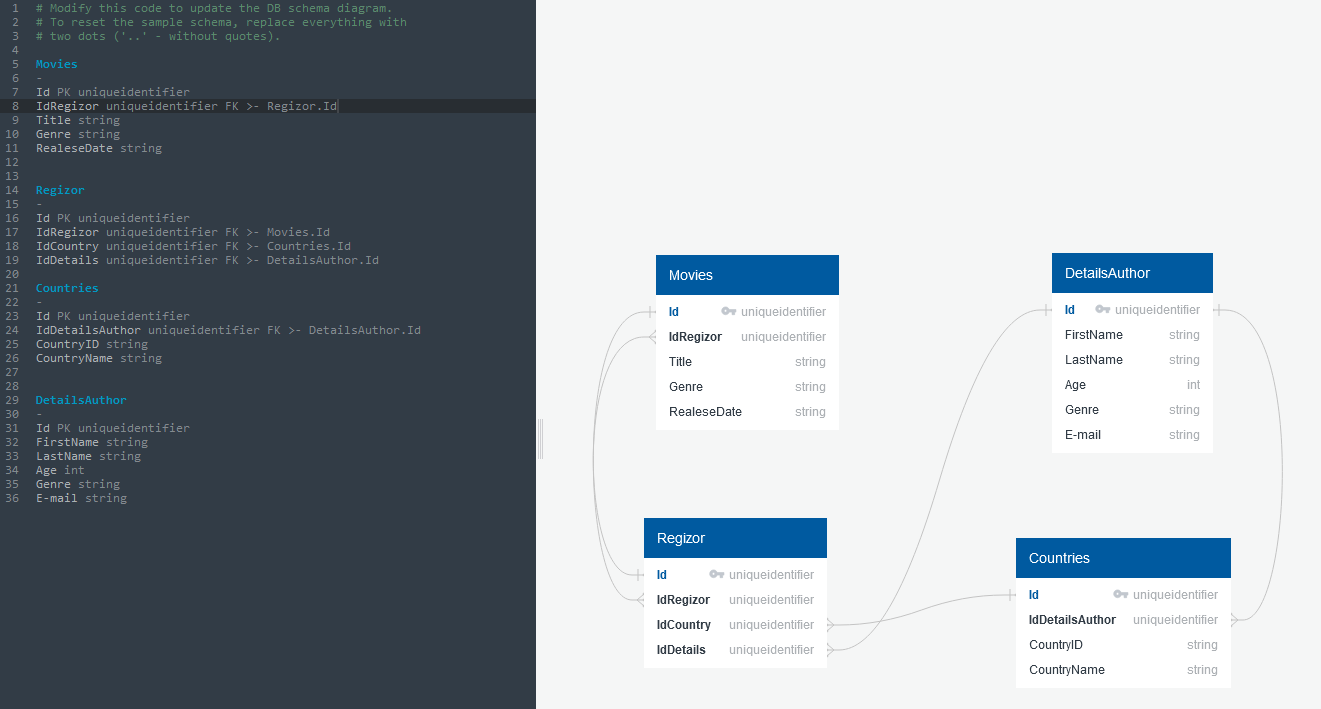 1 # Modify this code to update the DB schema diagram.
2 # To reset the sample schema, replace everything with
3 # two dots ('..' - without quotes).
4
5 Movies
6 -
7 Id PK uniqueidentifier
8 IdRegizor uniqueidentifier FK >- Regizor.Id
9 Title string
10 Genre string
11 RealeseDate string
12
13
14 Regizor
15 -
16 Id PK uniqueidentifier
17 IdRegizor uniqueidentifier FK >- Movies.Id
18 IdCountry uniqueidentifier FK >- Countries.Id
19 IdDetails uniqueidentifier FK >- DetailsAuthor.Id
20
21 Countries
22 -
23 Id PK uniqueidentifier
24 IdDetailsAuthor uniqueidentifier FK >- DetailsAuthor.Id
25 CountryID string
26 CountryName string
27
28
29 DetailsAuthor
30 -
31 Id PK uniqueidentifier
32 FirstName string
33 LastName string
34 Age int
35 Genre string
36 E-mail string
Movies
Id uniqueidentifier
IdRegizor uniqueidentifier
Title string
Genre string
RealeseDate string
DetailsAuthor
Id uniqueidentifier
FirstName string
LastName string
Age int
Genre string
E-mail string
Regizor
Id uniqueidentifier
IdRegizor uniqueidentifier
IdCountry uniqueidentifier
IdDetails uniqueidentifier
Countries
Id uniqueidentifier
IdDetailsAuthor uniqueidentifier
CountryID string
CountryName string